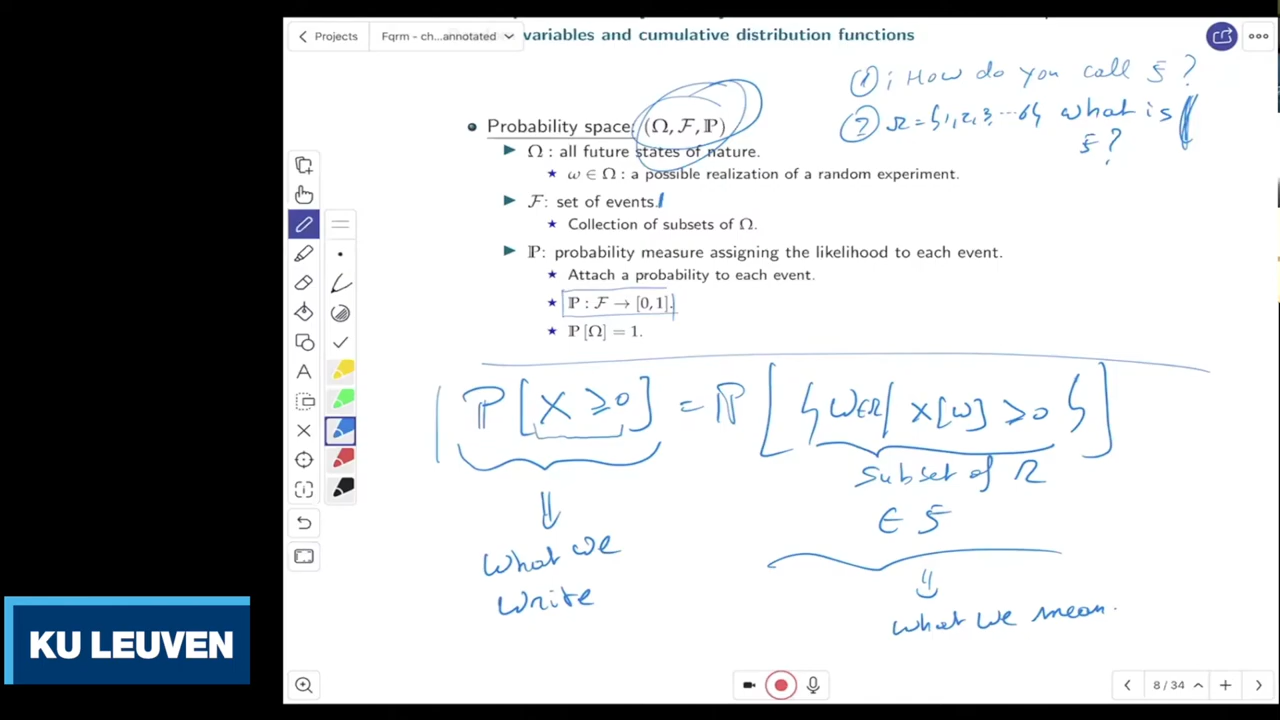 Projects
Fqrm - ch...annotated
variables and cumulative distribution functions
① ; How do you call 𝓕 ?
② Ω = {1, 2, 3, ... 6} what is
𝓕 ?
• Probability space: (Ω, 𝓕, ℙ)
▶ Ω : all future states of nature.
★ ω ∈ Ω : a possible realization of a random experiment.
▶ 𝓕: set of events.
★ Collection of subsets of Ω.
▶ ℙ: probability measure assigning the likelihood to each event.
★ Attach a probability to each event.
★ ℙ : 𝓕 → [0, 1].
★ ℙ [Ω] = 1.
ℙ [X ≥ 0] = ℙ [{ω∈Ω | X[ω] ≥ 0}]
Subset of Ω
∈ 𝓕
What we
write
What we mean.
KU LEUVEN
8 / 34